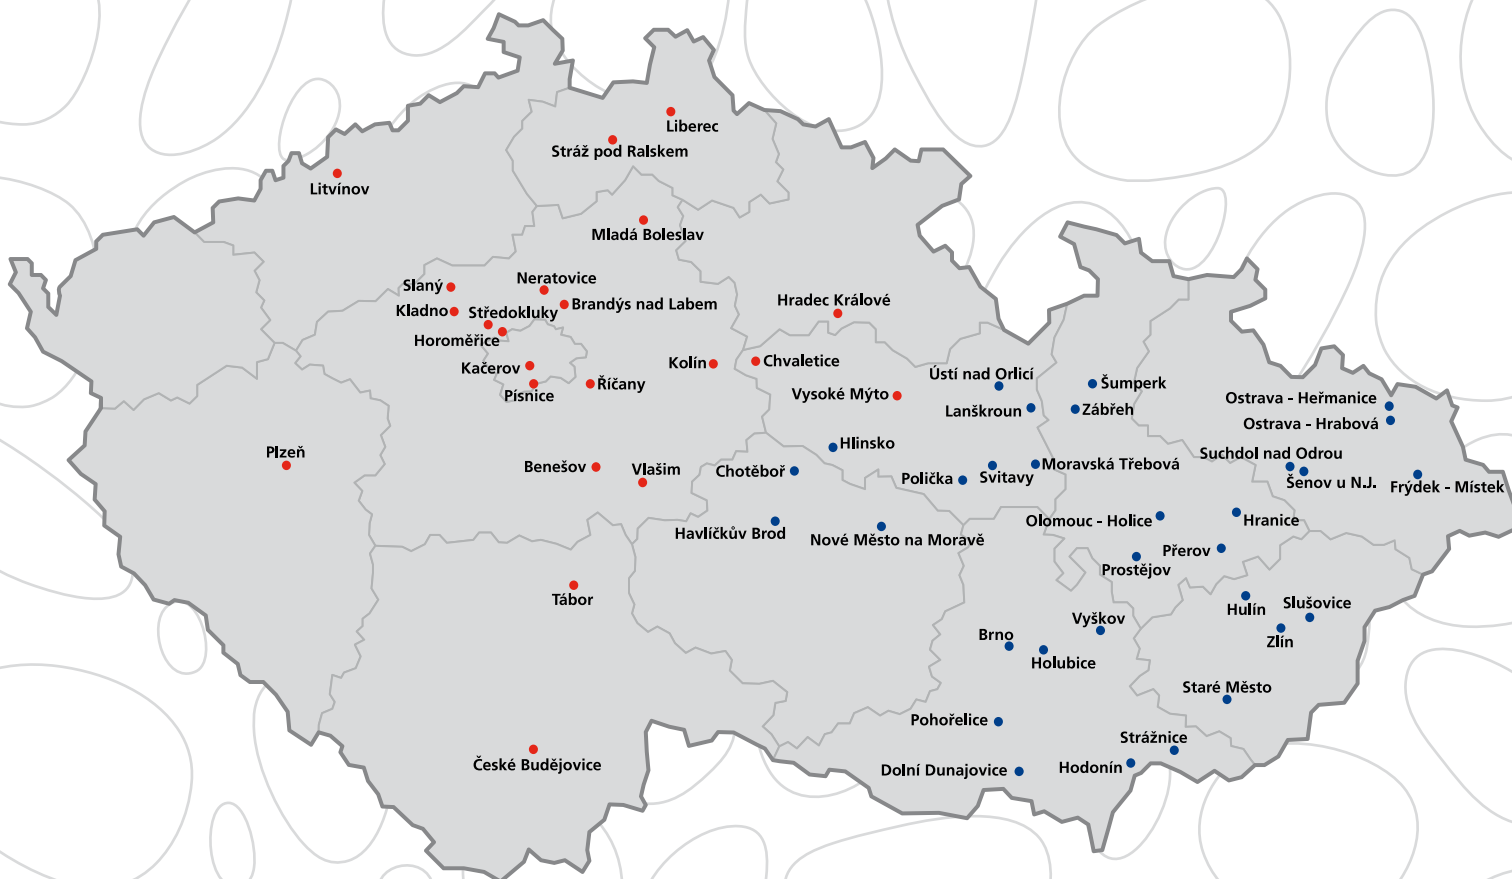 Liberec
Stráž pod Ralskem
Litvínov
Mladá Boleslav
Neratovice
Slaný
Brandýs nad Labem
Kladno
Středokluky
Hradec Králové
Horoměřice
Kačerov
Kolín
Chvaletice
Písnice
Říčany
Ústí nad Orlicí
Šumperk
Vysoké Mýto
Lanškroun
Zábřeh
Ostrava - Heřmanice
Ostrava - Hrabová
Hlinsko
Plzeň
Suchdol nad Odrou
Benešov
Vlašim
Chotěboř
Moravská Třebová
Polička
Svitavy
Šenov u N.J.
Frýdek - Místek
Olomouc - Holice
Hranice
Havlíčkův Brod
Nové Město na Moravě
Přerov
Prostějov
Tábor
Hulín
Slušovice
Vyškov
Brno
Zlín
Holubice
Staré Město
Pohořelice
Strážnice
České Budějovice
Dolní Dunajovice
Hodonín